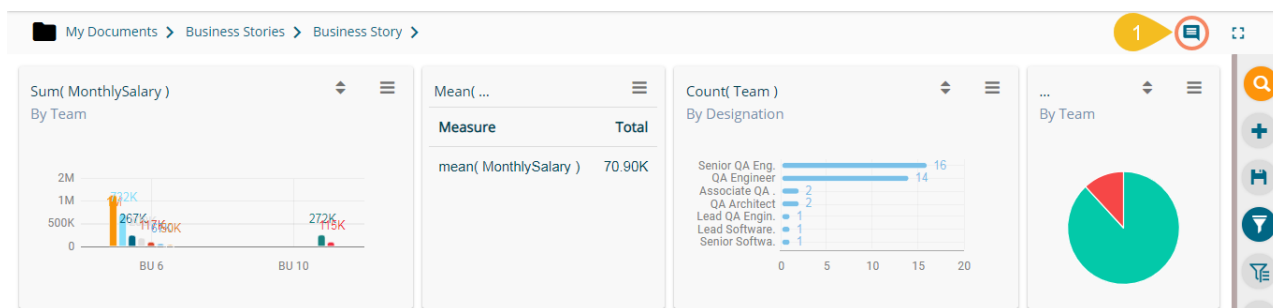 My Documents > Business Stories > Business Story >
1
Sum( MonthlySalary )
By Team
2M
1M
500K
0
732K
1M
267K
117K
272K
115K
BU 6
BU 10
Mean( ...
Measure Total
mean( MonthlySalary ) 70.90K
Count( Team )
By Designation
Senior QA Eng. 16
QA Engineer 14
Associate QA . 2
QA Architect 2
Lead QA Engin. 1
Lead Software. 1
Senior Softwa. 1
0 5 10 15 20
...
By Team